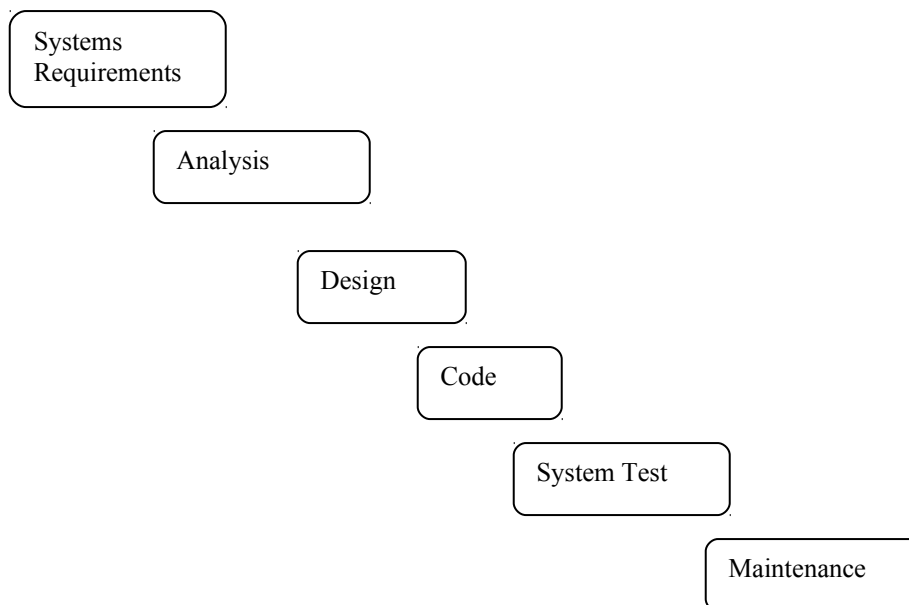 Systems
Requirements
Analysis
Design
Code
System Test
Maintenance